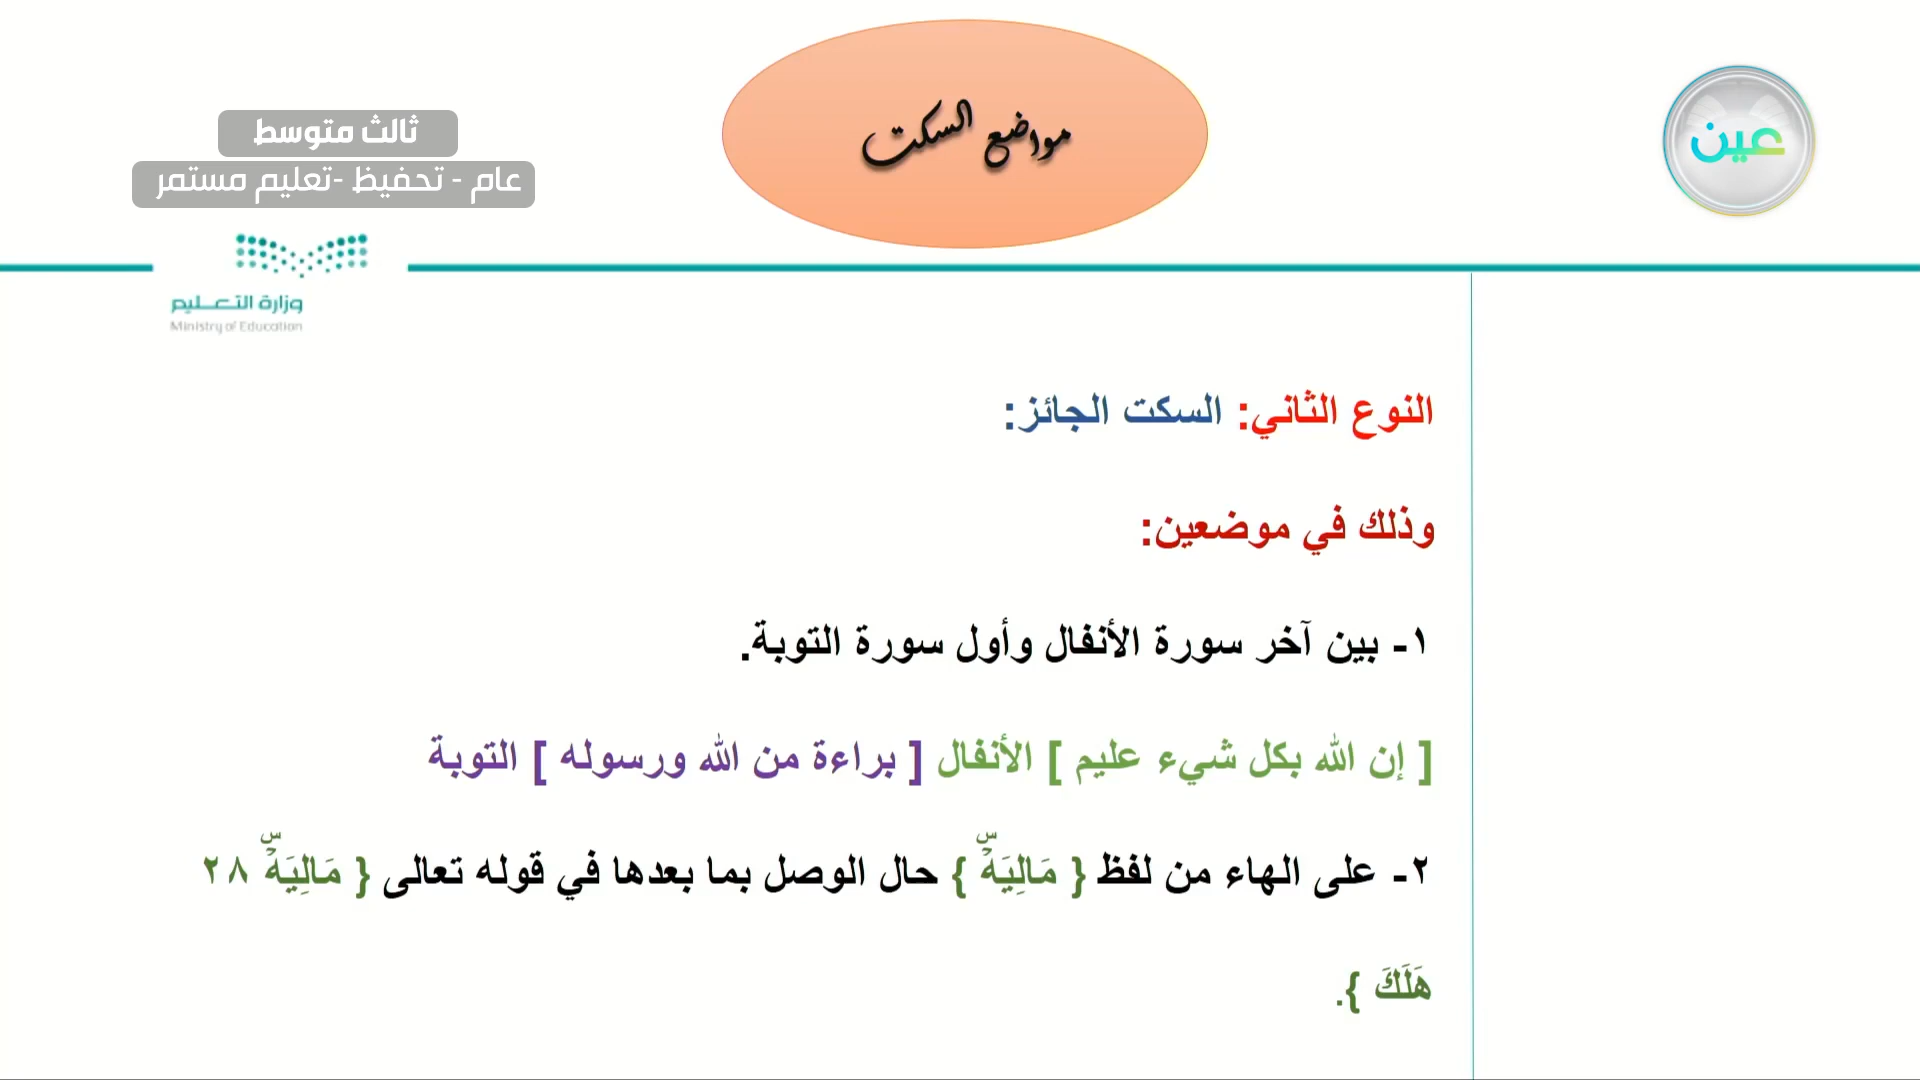 مواضع السكت
عين
ثالث متوسط
عام - تحفيظ -تعليم مستمر
وزارة التعليم
Ministry of Education
النوع الثاني: السكت الجائز:
وذلك في موضعين:
١- بين آخر سورة الأنفال وأول سورة التوبة.
[ إن الله بكل شيء عليم ] الأنفال [ براءة من الله ورسوله ] التوبة
٢- على الهاء من لفظ { مَالِيَهْۜ } حال الوصل بما بعدها في قوله تعالى { مَالِيَهْۜ ٢٨
هَلَكَ }.